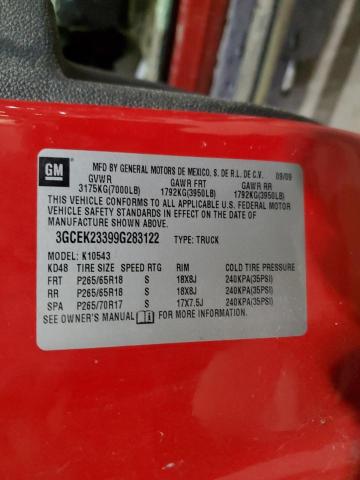 GM MFD BY GENERAL MOTORS DE MEXICO, S. DE R.L. DE C.V. 09/09
GVWR GAWR FRT GAWR RR
3175KG(7000LB) 1792KG(3950LB) 1792KG(3950LB)
THIS VEHICLE CONFORMS TO ALL APPLICABLE U.S. FEDERAL MOTOR
VEHICLE SAFETY STANDARDS IN EFFECT ON THE DATE OF
MANUFACTURE SHOWN ABOVE.
3GCEK23399G283122 TYPE: TRUCK
MODEL: K10543
KD48 TIRE SIZE SPEED RTG RIM COLD TIRE PRESSURE
FRT P265/65R18 S 18X8J 240KPA(35PSI)
RR P265/65R18 S 18X8J 240KPA(35PSI)
SPA P265/70R17 S 17X7.5J 240KPA(35PSI)
SEE OWNER'S MANUAL FOR MORE INFORMATION.